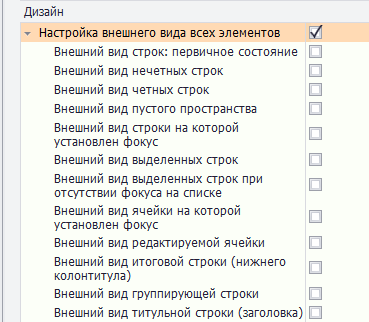 Дизайн
Настройка внешнего вида всех элементов
Внешний вид строк: первичное состояние
Внешний вид нечетных строк
Внешний вид четных строк
Внешний вид пустого пространства
Внешний вид строки на которой
установлен фокус
Внешний вид выделенных строк
Внешний вид выделенных строк при
отсутствии фокуса на списке
Внешний вид ячейки на которой
установлен фокус
Внешний вид редактируемой ячейки
Внешний вид итоговой строки (нижнего
колонтитула)
Внешний вид группирующей строки
Внешний вид титульной строки (заголовка)